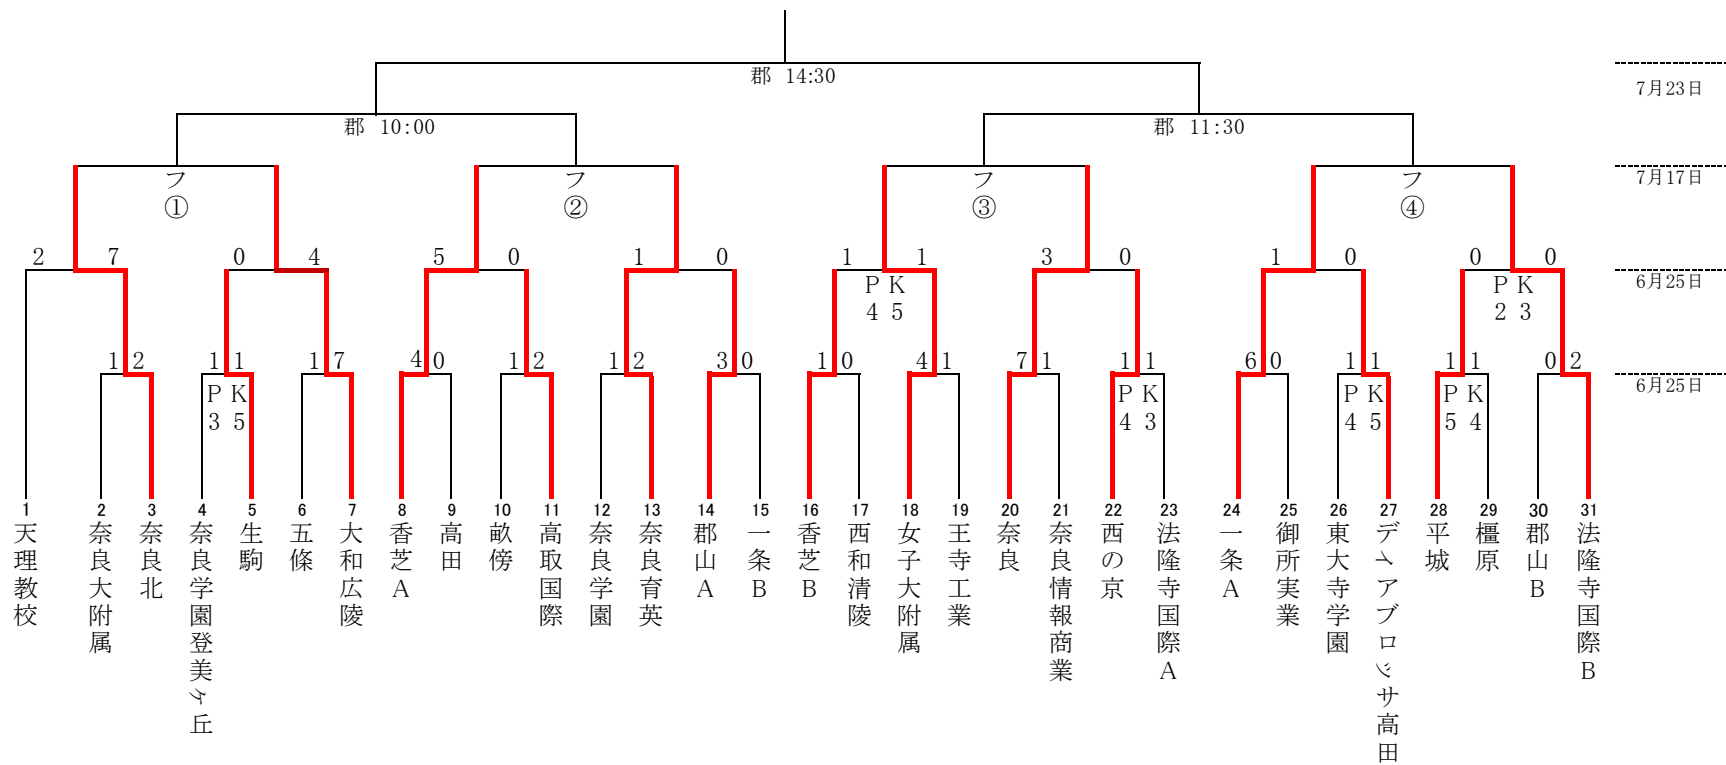 郡 14:30
7月23日
郡 10:00
郡 11:30
フ
①
フ
②
フ
③
フ
④
7月17日
2 7 0 4 5 0 1 0 1 1 3 0 1 0 0 0
PK
4 5
PK
2 3
6月25日
1 2 1 1 1 7 4 0 1 2 1 2 3 0 1 0 4 1 7 1 1 1 6 0 1 1 1 1 0 2
PK
3 5
PK
4 3
PK
4 5
PK
5 4
6月25日
1 天理教校
2 奈良大附属
3 奈良北
4 奈良学園登美ヶ丘
5 生駒
6 五條
7 大和広陵
8 香芝A
9 高田
10 畝傍
11 高取国際
12 奈良学園
13 奈良育英
14 郡山A
15 一条B
16 香芝B
17 西和清陵
18 女子大附属
19 王寺工業
20 奈良
21 奈良情報商業
22 西の京
23 法隆寺国際A
24 一条A
25 御所実業
26 東大寺学園
27 ディアブロッサ高田
28 平城
29 橿原
30 郡山B
31 法隆寺国際B